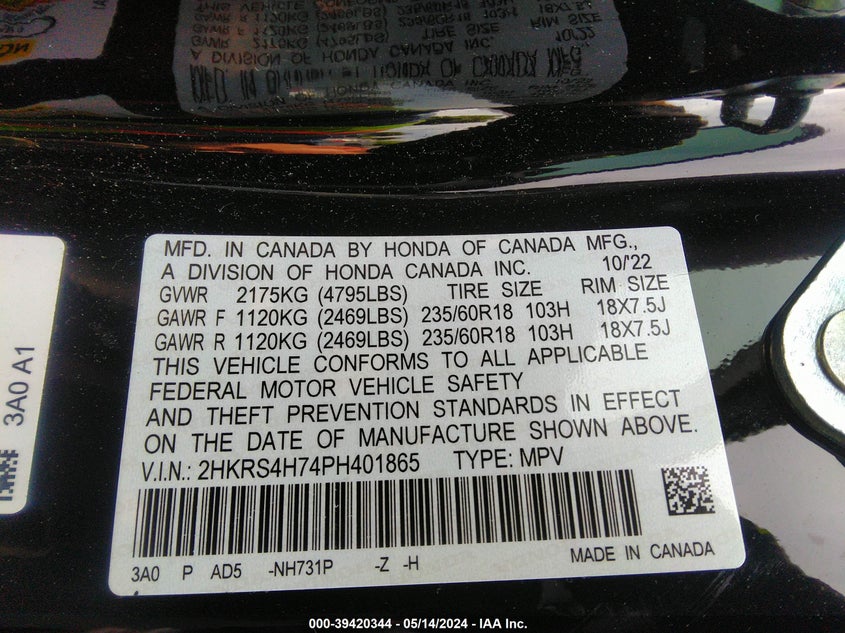 MFD. IN CANADA BY HONDA OF CANADA MFG.,
A DIVISION OF HONDA CANADA INC. 10/'22
GVWR 2175KG (4795LBS) TIRE SIZE RIM SIZE
GAWR F 1120KG (2469LBS) 235/60R18 103H 18X7.5J
GAWR R 1120KG (2469LBS) 235/60R18 103H 18X7.5J
THIS VEHICLE CONFORMS TO ALL APPLICABLE
FEDERAL MOTOR VEHICLE SAFETY
AND THEFT PREVENTION STANDARDS IN EFFECT
ON THE DATE OF MANUFACTURE SHOWN ABOVE.
V.I.N.: 2HKRS4H74PH401865 TYPE: MPV
3A0 P AD5 -NH731P -Z -H MADE IN CANADA
3A0 A1
000-39420344 - 05/14/2024 - IAA Inc.